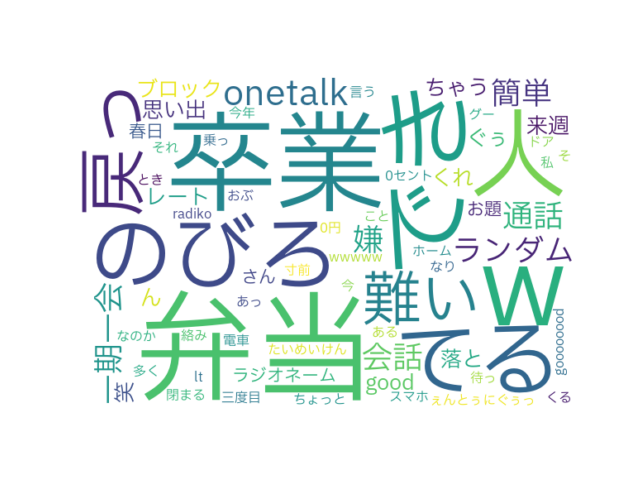 ブロック
onetalk
言う
ちゃう
簡単
思い出
今年
グー
来週
春日
乗っ
ぐぅ
ドア
それ
卒業
でき
人
私
そ
戻っ
とき
レート
おぶ
0セント
くれ
お題
通話
radiko
こと
のびろ
0円
嫌
ホーム
ランダム
wwwww
なり
さん
寸前
今
難い
w
一期一会
ん
あっ
goooooood
弁当
なのか
絡み
電車
ある
てる
たいめいけん
会話
落と
多く
lt
ラジオネーム
good
待っ
笑
閉まる
三度目
ちょっと
スマホ
ぇんとぅにぐぅっ
くる